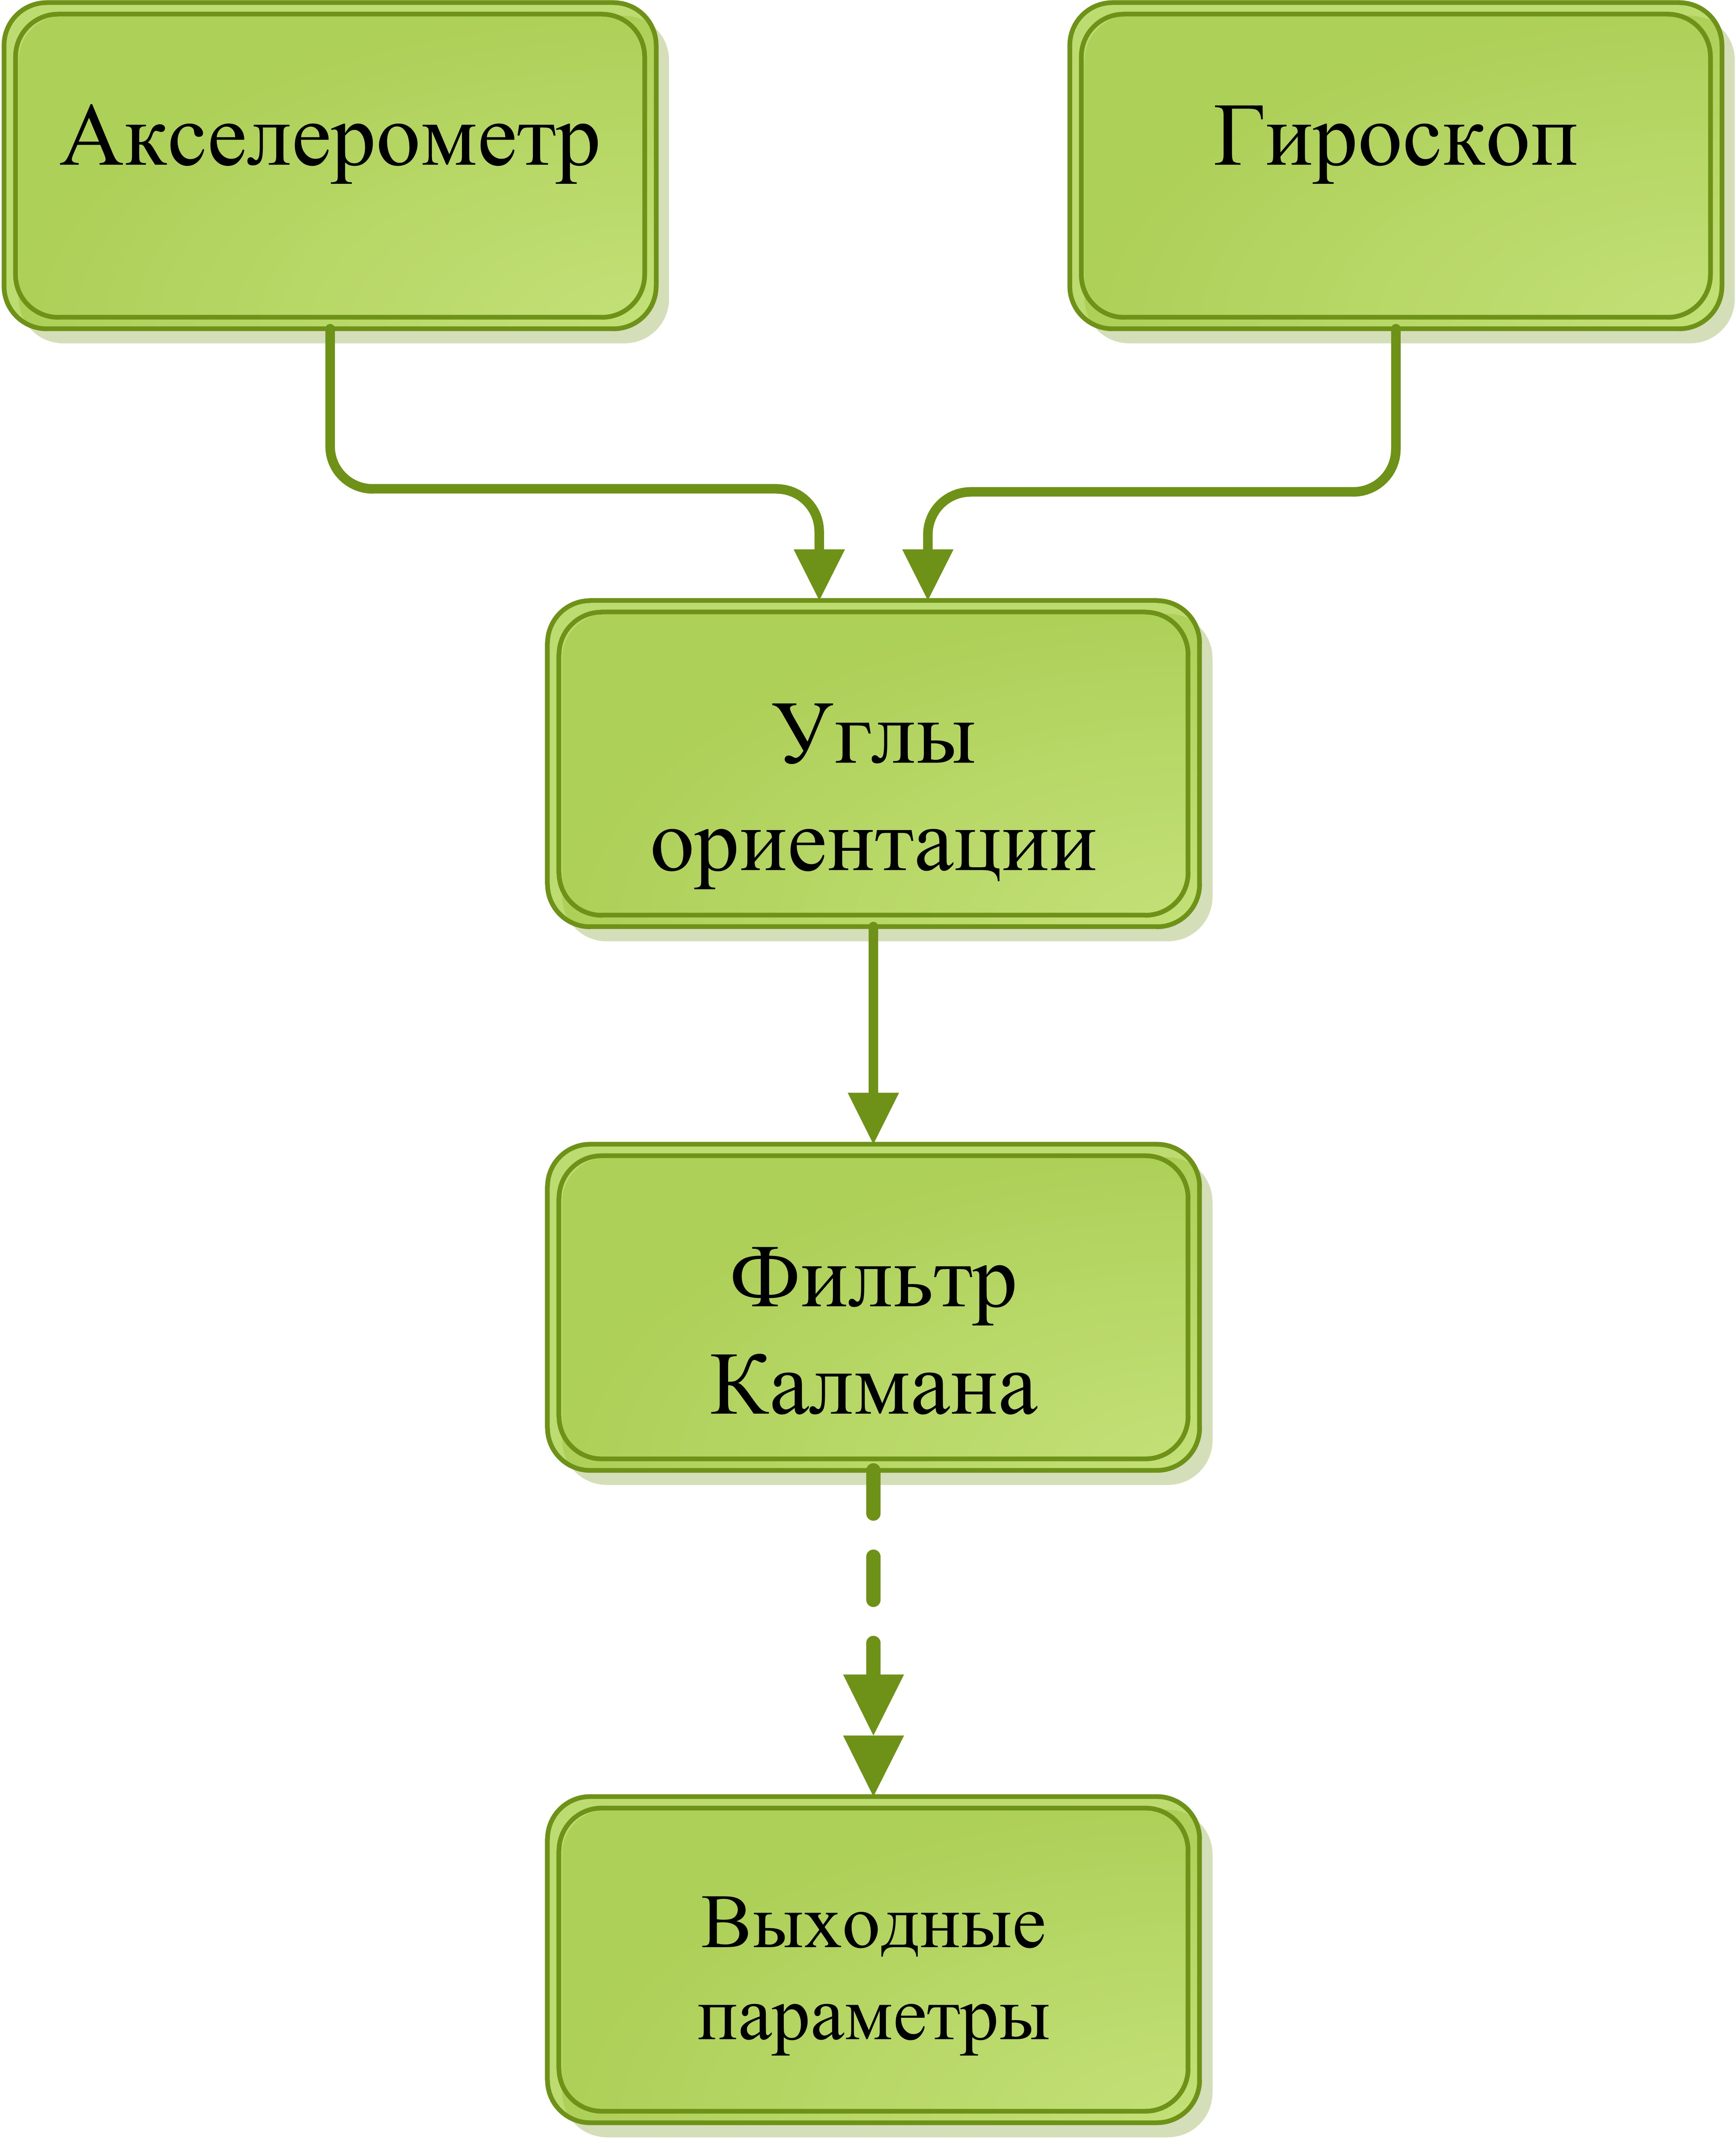 Акселерометр
Гироскоп
Углы
ориентации
Фильтр
Калмана
Выходные
параметры